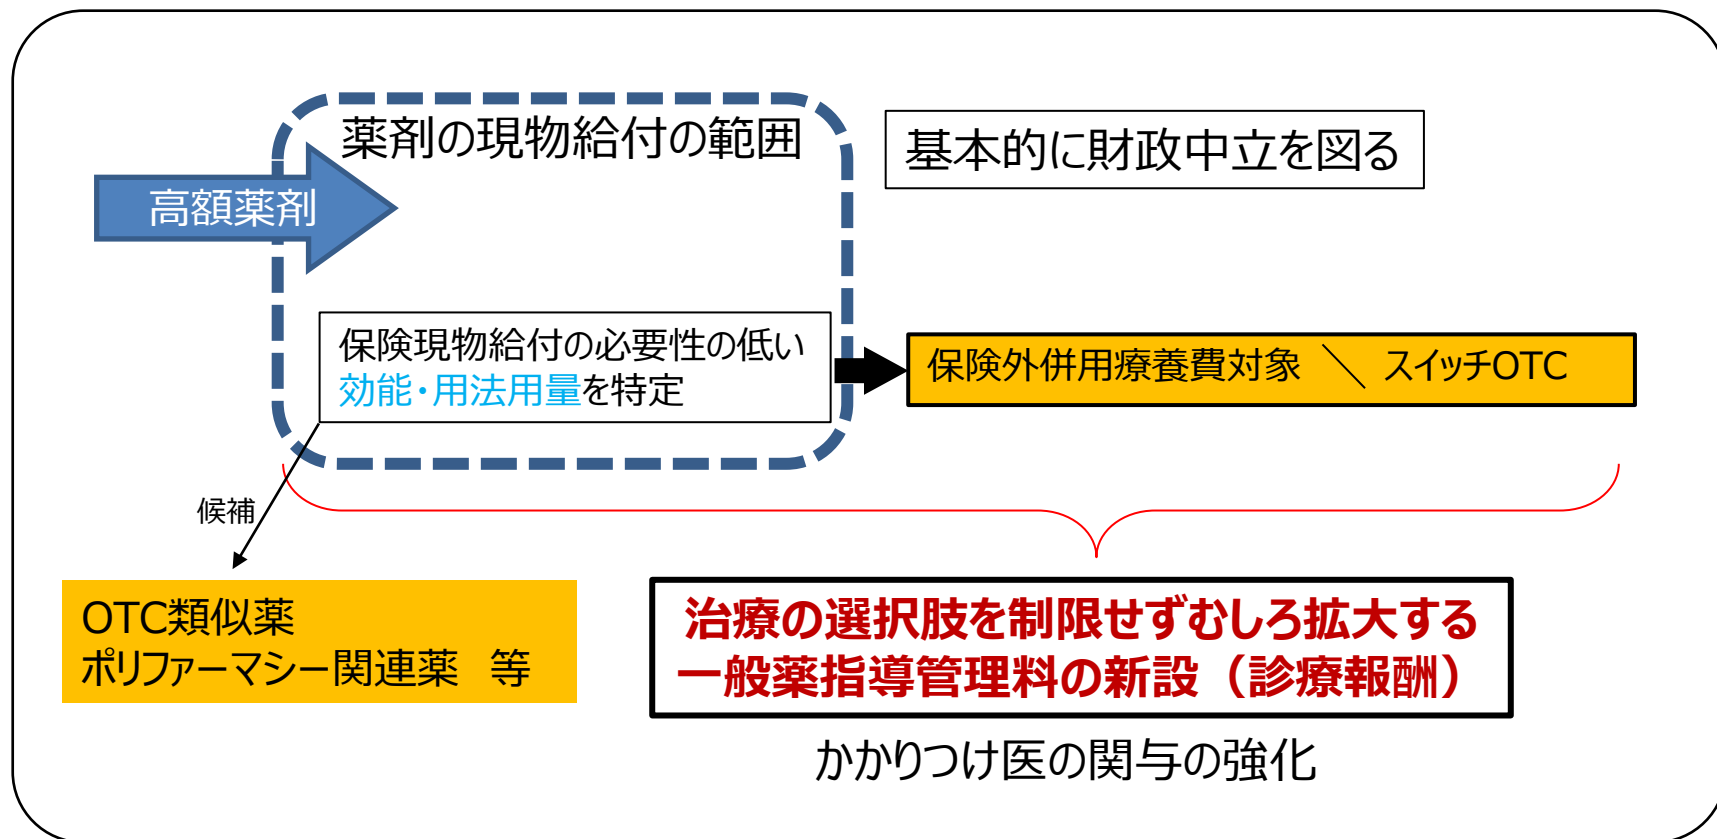 薬剤の現物給付の範囲
基本的に財政中立を図る
高額薬剤
保険現物給付の必要性の低い
効能・用法用量を特定
保険外併用療養費対象 ＼ スイッチOTC
候補
OTC類似薬
ポリファーマシー関連薬　等
治療の選択肢を制限せずむしろ拡大する
一般薬指導管理料の新設（診療報酬）
かかりつけ医の関与の強化